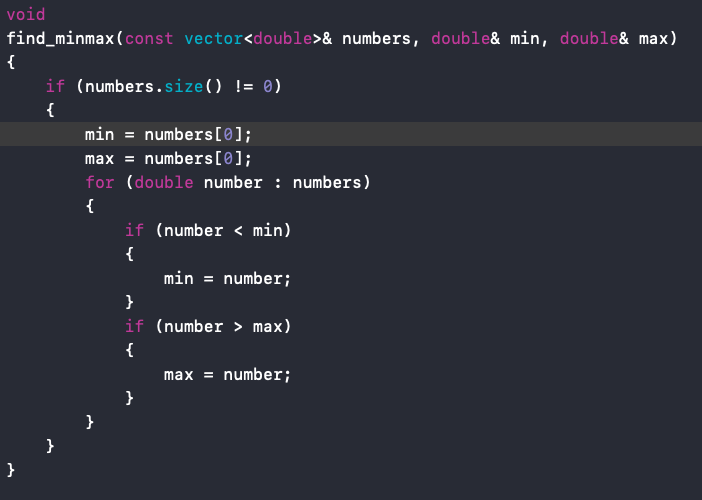 void
find_minmax(const vector<double>& numbers, double& min, double& max)
{
    if (numbers.size() != 0)
    {
        min = numbers[0];
        max = numbers[0];
        for (double number : numbers)
        {
            if (number < min)
            {
                min = number;
            }
            if (number > max)
            {
                max = number;
            }
        }
    }
}